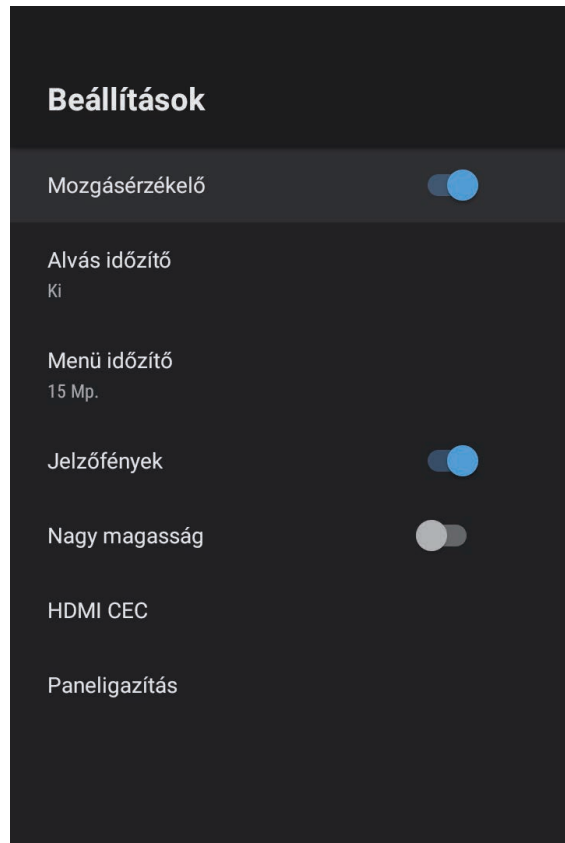 Beállítások
Mozgásérzékelő
Alvás időzítő
Ki
Menü időzítő
15 Mp.
Jelzőfények
Nagy magasság
HDMI CEC
Paneligazítás